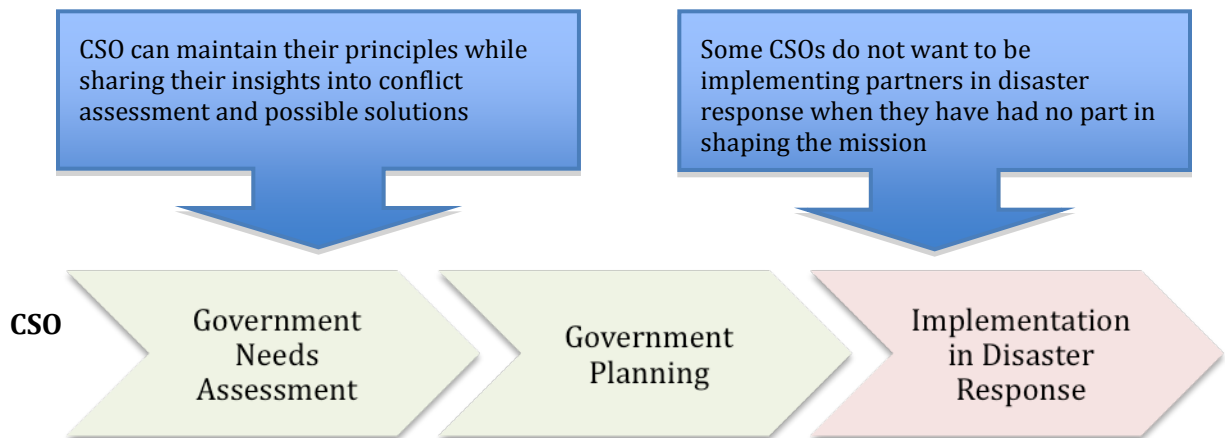 CSO can maintain their principles while
sharing their insights into conflict
assessment and possible solutions
Some CSOs do not want to be
implementing partners in disaster
response when they have had no part in
shaping the mission
CSO
Government
Needs
Assessment
Government
Planning
Implementation
in Disaster
Response